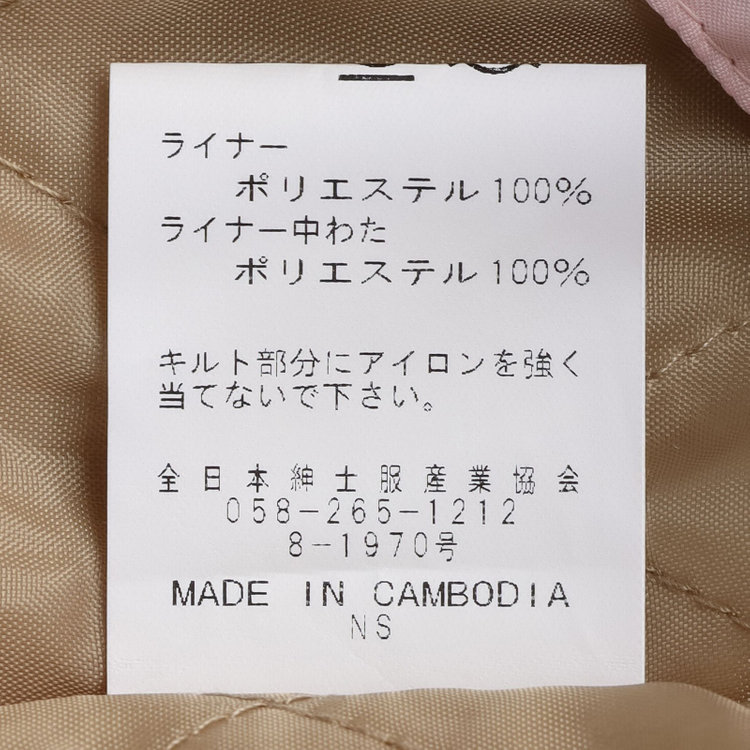 ライナー
ポリエステル100%
ライナー中わた
ポリエステル100%
キルト部分にアイロンを強く
当てないで下さい。
全日本紳士服産業協会
058-265-1212
8-1970号
MADE IN CAMBODIA
NS